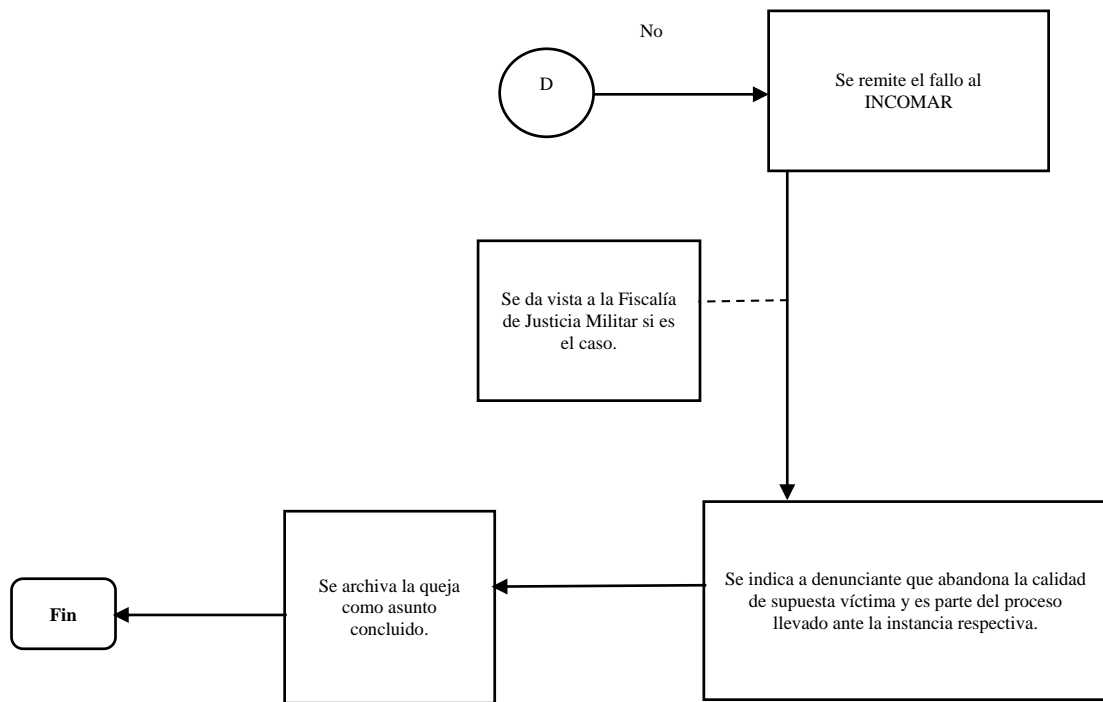 No
D
Se remite el fallo al
INCOMAR
Se da vista a la Fiscalía
de Justicia Militar si es
el caso.
Se indica a denunciante que abandona la calidad
de supuesta víctima y es parte del proceso
llevado ante la instancia respectiva.
Se archiva la queja
como asunto
concluido.
Fin